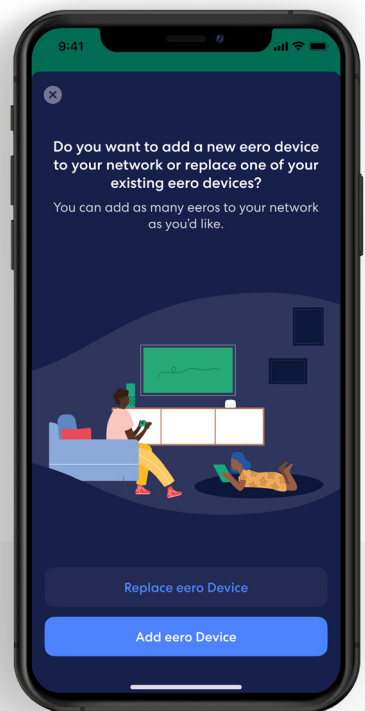 9:41
Do you want to add a new eero device
to your network or replace one of your
existing eero devices?
You can add as many eeros to your network
as you'd like.
Replace eero Device
Add eero Device